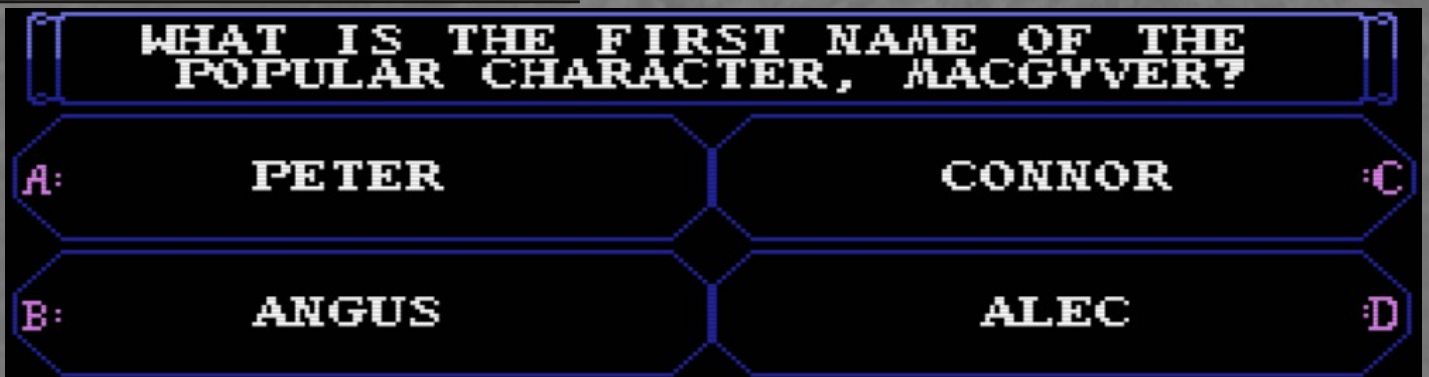 WHAT IS THE FIRST NAME OF THE
POPULAR CHARACTER, MACGYVER?
A: PETER
CONNOR :C
B: ANGUS
ALEC :D